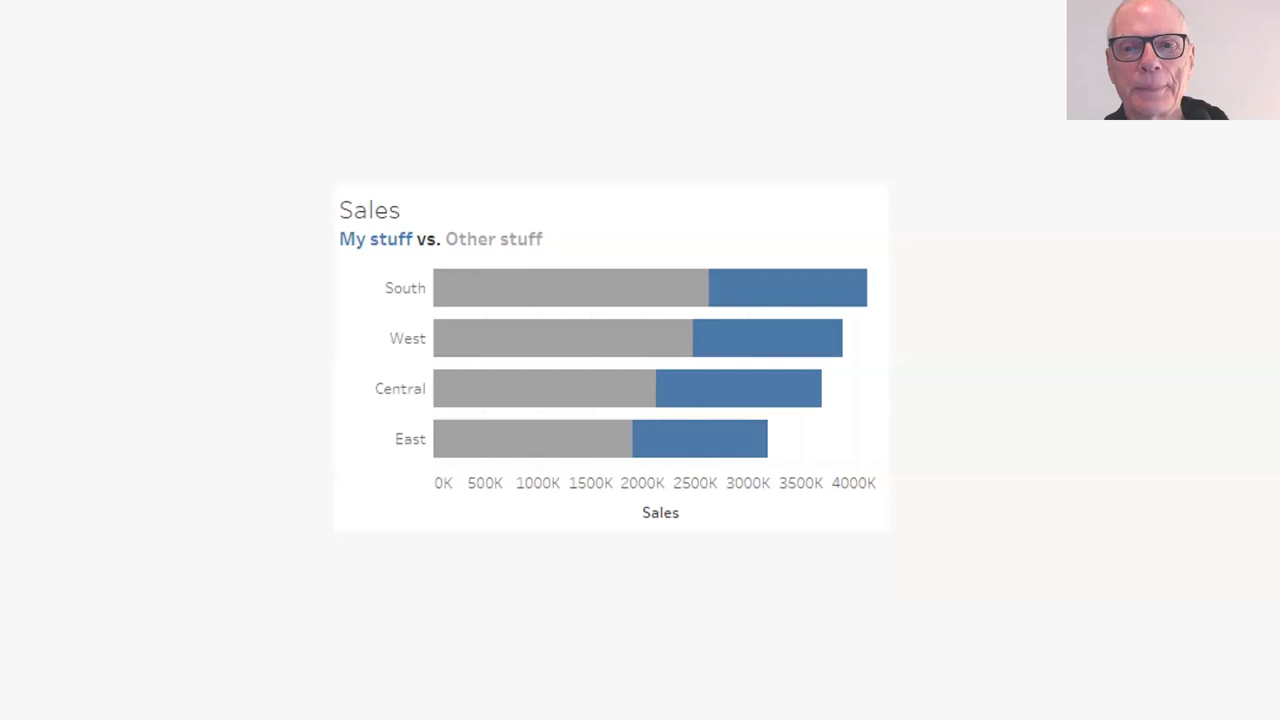 Sales
My stuff vs. Other stuff
South
West
Central
East
0K 500K 1000K 1500K 2000K 2500K 3000K 3500K 4000K
Sales